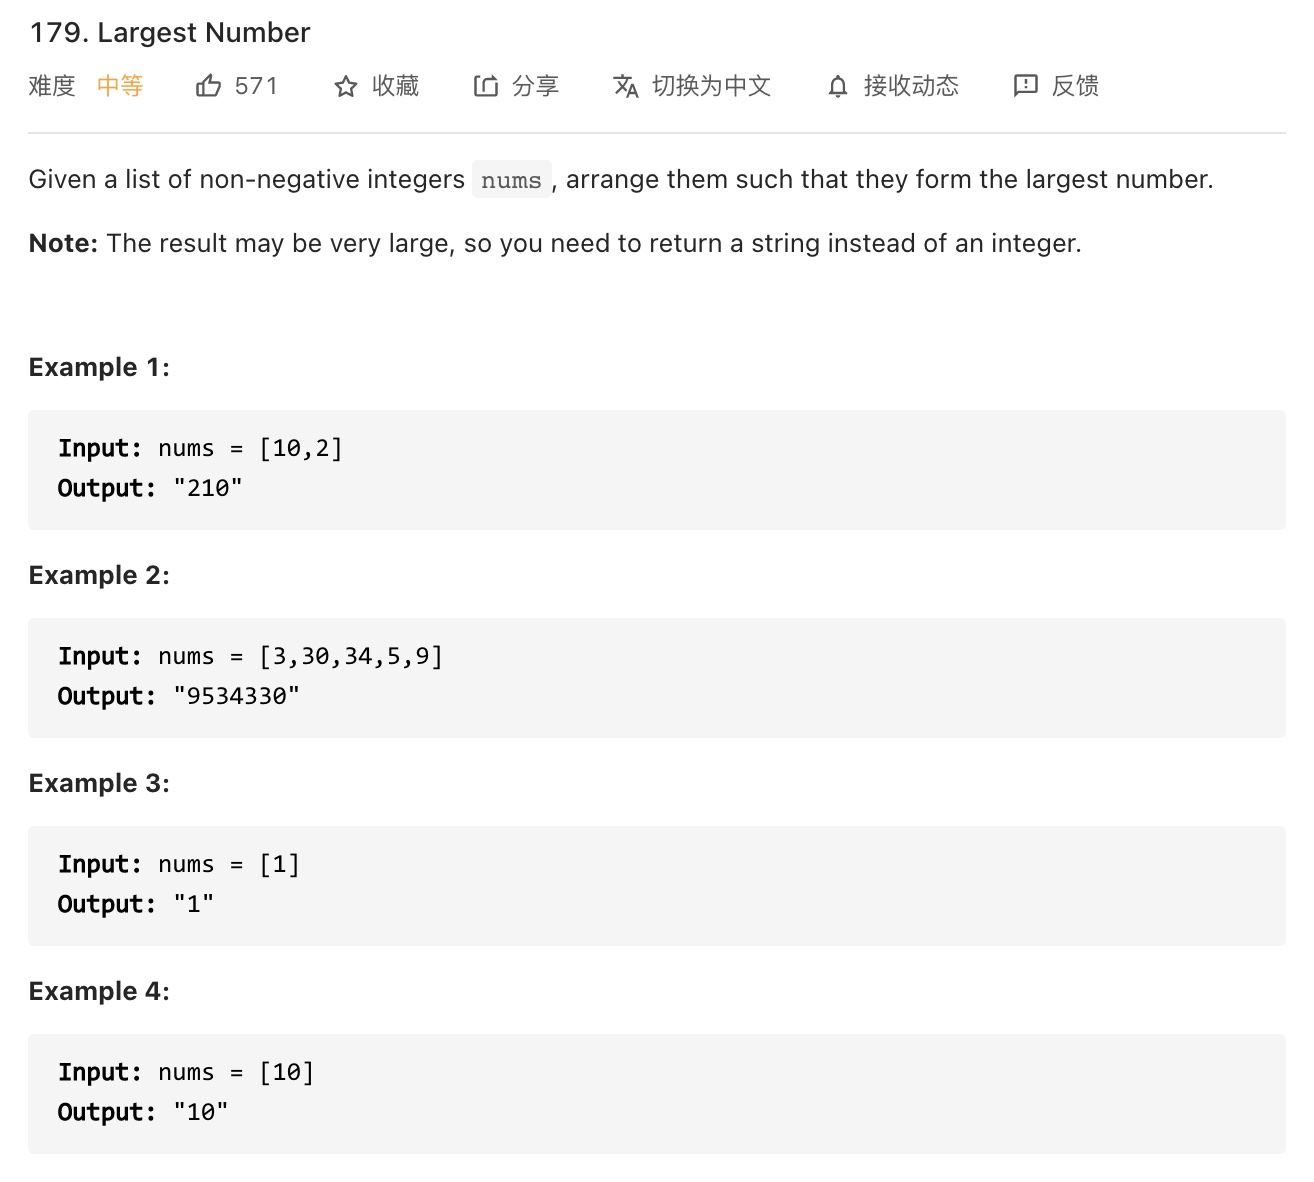 179. Largest Number
难度 中等 571 收藏 分享 切换为中文 接收动态 反馈
Given a list of non-negative integers nums , arrange them such that they form the largest number.
Note: The result may be very large, so you need to return a string instead of an integer.
Example 1:
Input: nums = [10,2]
Output: "210"
Example 2:
Input: nums = [3,30,34,5,9]
Output: "9534330"
Example 3:
Input: nums = [1]
Output: "1"
Example 4:
Input: nums = [10]
Output: "10"